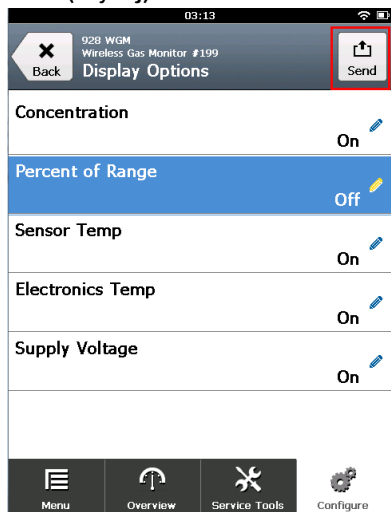 03:13
928 WGM
Wireless Gas Monitor #199
Back
Display Options
Send
Concentration
On
Percent of Range
Off
Sensor Temp
On
Electronics Temp
On
Supply Voltage
On
Menu
Overview
Service Tools
Configure